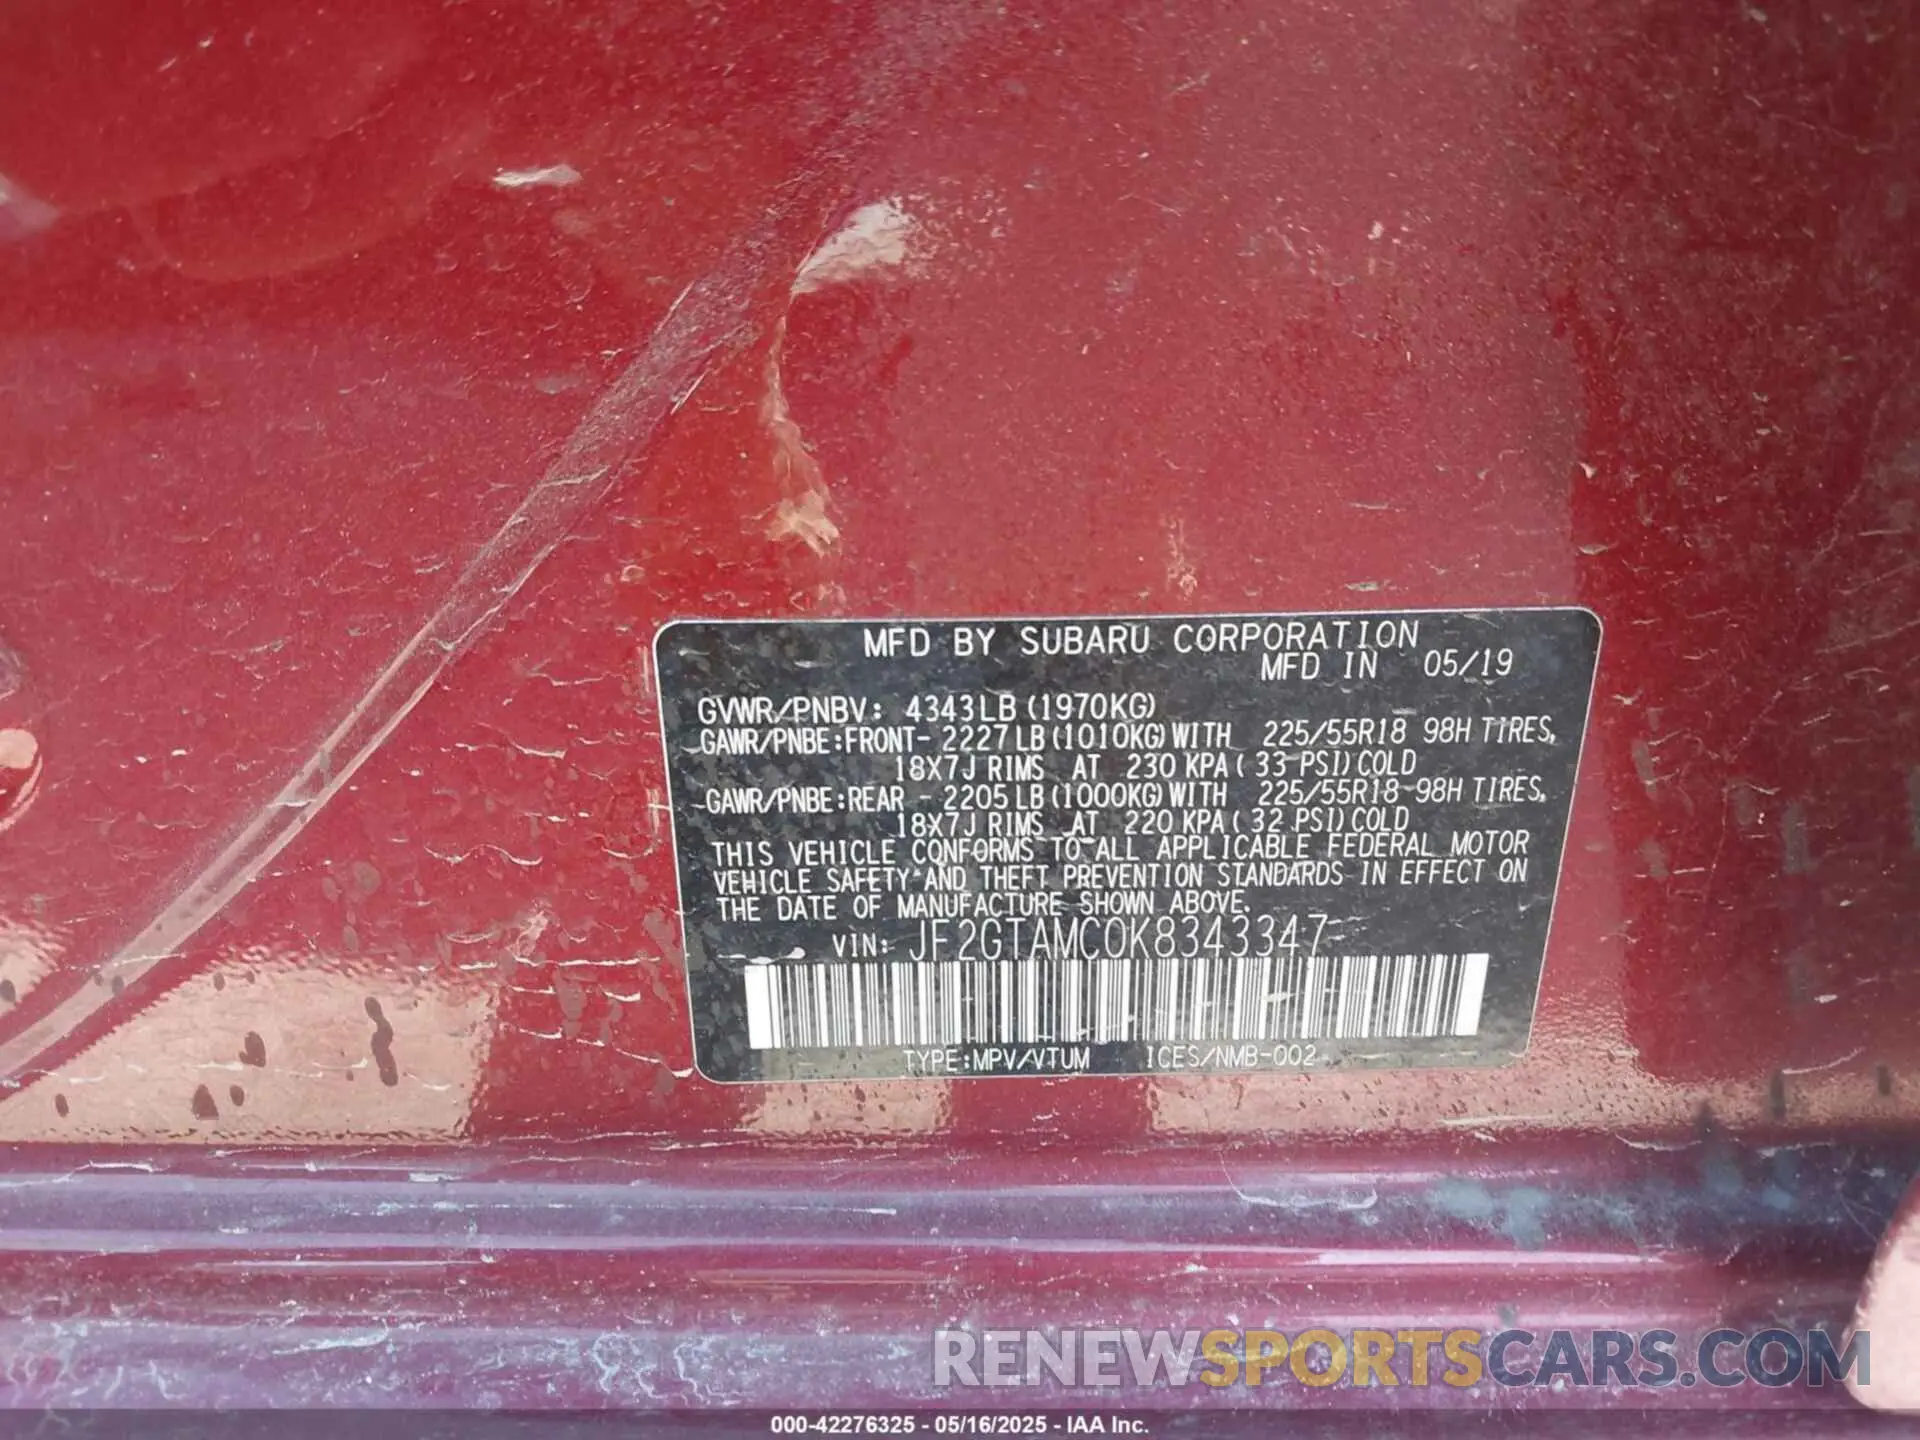 MFD BY SUBARU CORPORATION
MFD IN 05/19
GVWR/PNBV: 4343LB (1970KG)
GAWR/PNBE:FRONT- 2227LB (1010KG) WITH 225/55R18 98H TIRES,
18X7J RIMS AT 230 KPA ( 33 PSI) COLD
GAWR/PNBE:REAR - 2205LB (1000KG) WITH 225/55R18 98H TIRES,
18X7J RIMS AT 220 KPA ( 32 PSI) COLD
THIS VEHICLE CONFORMS TO ALL APPLICABLE FEDERAL MOTOR
VEHICLE SAFETY AND THEFT PREVENTION STANDARDS IN EFFECT ON
THE DATE OF MANUFACTURE SHOWN ABOVE.
VIN: JF2GTAMC0K8343347
TYPE:MPV/VTUM ICES/NMB-002
RENEWSPORTSCARS.COM
000-42276325 - 05/16/2025 - IAA Inc.